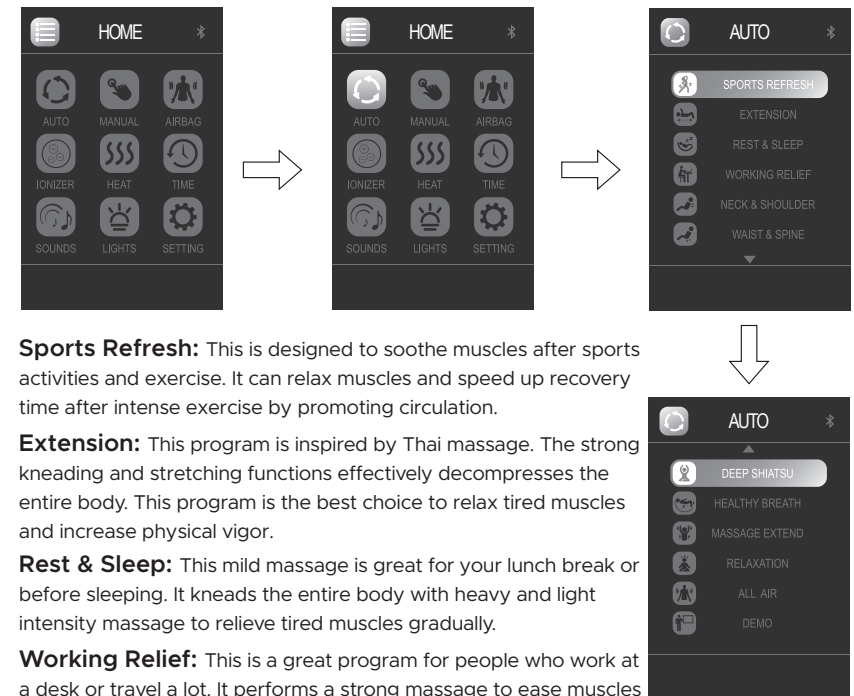 HOME
AUTO MANUAL AIRBAG
IONIZER HEAT TIME
SOUNDS LIGHTS SETTING
HOME
AUTO MANUAL AIRBAG
IONIZER HEAT TIME
SOUNDS LIGHTS SETTING
AUTO
SPORTS REFRESH
EXTENSION
REST & SLEEP
WORKING RELIEF
NECK & SHOULDER
WAIST & SPINE
Sports Refresh: This is designed to soothe muscles after sports
activities and exercise. It can relax muscles and speed up recovery
time after intense exercise by promoting circulation.
Extension: This program is inspired by Thai massage. The strong
kneading and stretching functions effectively decompresses the
entire body. This program is the best choice to relax tired muscles
and increase physical vigor.
Rest & Sleep: This mild massage is great for your lunch break or
before sleeping. It kneads the entire body with heavy and light
intensity massage to relieve tired muscles gradually.
Working Relief: This is a great program for people who work at
a desk or travel a lot. It performs a strong massage to ease muscles
AUTO
DEEP SHIATSU
HEALTHY BREATH
MASSAGE EXTEND
RELAXATION
ALL AIR
DEMO